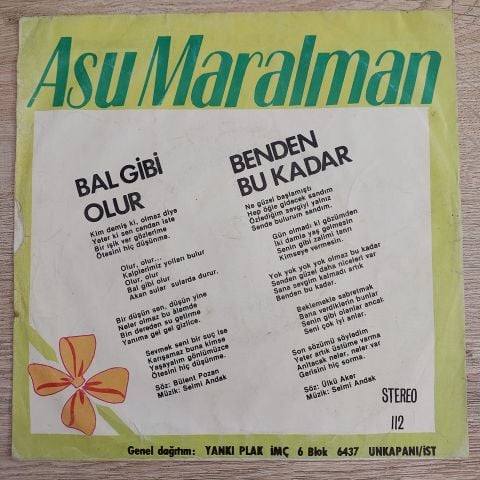 Asu Maralman
BAL GİBİ
OLUR
Kim demiş ki, olmaz diye
Yeter ki sen candan iste
Bir ışık ver gözlerime
Ötesini hiç düşünme.
Olur, olur...
Kalplerimiz yolları bulur
Olur, olur
Bal gibi olur
Akan sular sularda durur.
Bir düşün sen, düşün yine
Neler olmaz bu âlemde
Bin dereden su getirme
Yanıma gel gel gizlice.
Sevmek seni bir suç ise
Karışamaz buna kimse
Yaşayalım gönlümüzce
Ötesini hiç düşünme.
Söz: Bülent Pozan
Müzik: Selmi Andak
BENDEN
BU KADAR
Ne güzel başlamıştı
Hep öğle gidecek sandım
Özlediğim sevgiyi yalnız
Sende bulurum sandım.
Gün olmadı ki gözümden
İki damla yaş gelmesin
Senin gibi zalimi tanrı
Kimseye vermesin.
Yok yok yok yok olmaz bu kadar
Senden güzel daha niceleri var
Sana sevgim kalmadı artık
Benden bu kadar.
Beklemekle sabretmek
Bana verdiklerin bunlar
Senin gibi olanlar ancak
Seni çok iyi anlar.
Son sözümü söyledim
Yeter artık üstüme varma
Anıtacak neler, neler var
Gerisini hiç sorma.
Söz: Ülkü Aker
Müzik: Selmi Andak
STEREO
112
Genel dağıtım: YANKI PLAK İMÇ 6 Blok 6437 UNKAPANI/İST